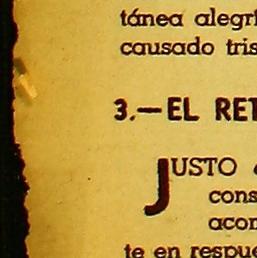 tánea alegrí
causado tris
3.—EL RET
JUSTO
cons
acon
te en respue